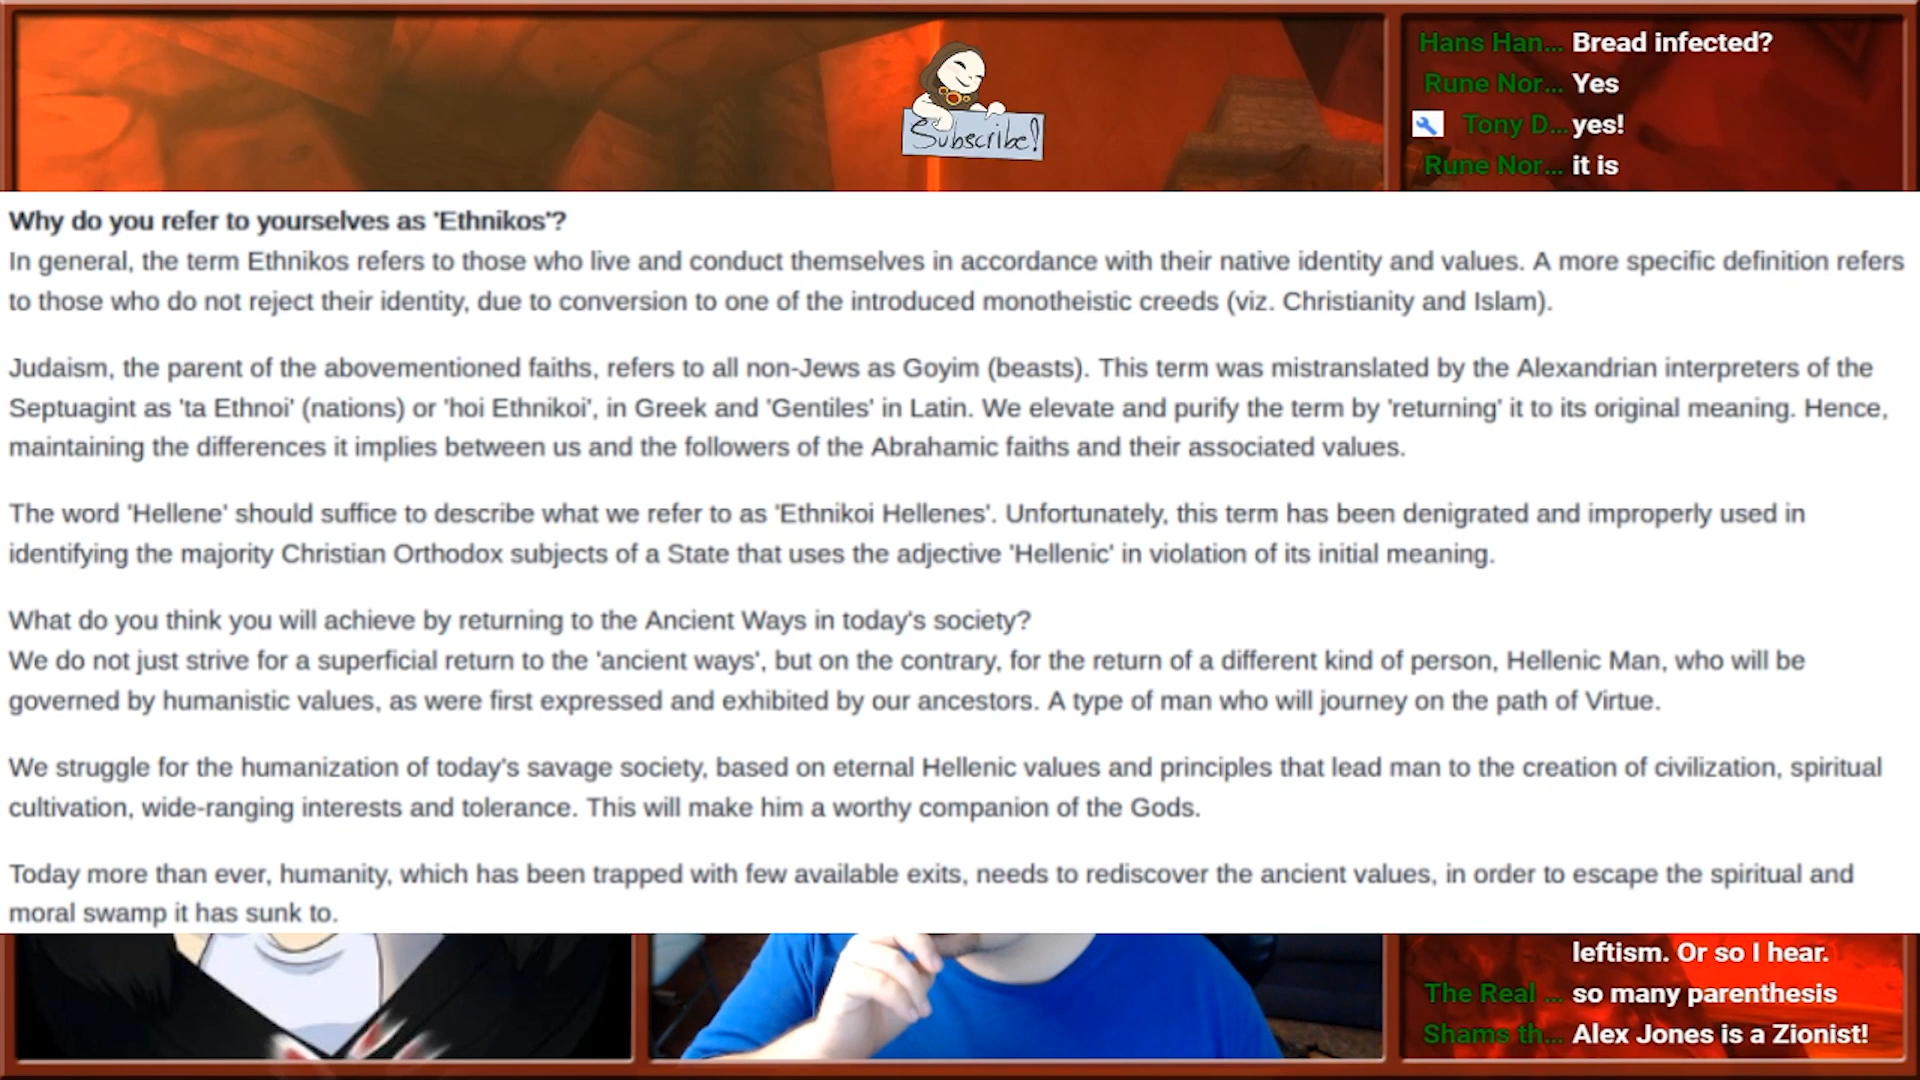 Subscribe!
Hans Han... Bread infected?
Rune Nor... Yes
Tony D... yes!
Rune Nor... it is
Why do you refer to yourselves as 'Ethnikos'?
In general, the term Ethnikos refers to those who live and conduct themselves in accordance with their native identity and values. A more specific definition refers
to those who do not reject their identity, due to conversion to one of the introduced monotheistic creeds (viz. Christianity and Islam).
Judaism, the parent of the abovementioned faiths, refers to all non-Jews as Goyim (beasts). This term was mistranslated by the Alexandrian interpreters of the
Septuagint as 'ta Ethnoi' (nations) or 'hoi Ethnikoi', in Greek and 'Gentiles' in Latin. We elevate and purify the term by 'returning' it to its original meaning. Hence,
maintaining the differences it implies between us and the followers of the Abrahamic faiths and their associated values.
The word 'Hellene' should suffice to describe what we refer to as 'Ethnikoi Hellenes'. Unfortunately, this term has been denigrated and improperly used in
identifying the majority Christian Orthodox subjects of a State that uses the adjective 'Hellenic' in violation of its initial meaning.
What do you think you will achieve by returning to the Ancient Ways in today's society?
We do not just strive for a superficial return to the 'ancient ways', but on the contrary, for the return of a different kind of person, Hellenic Man, who will be
governed by humanistic values, as were first expressed and exhibited by our ancestors. A type of man who will journey on the path of Virtue.
We struggle for the humanization of today's savage society, based on eternal Hellenic values and principles that lead man to the creation of civilization, spiritual
cultivation, wide-ranging interests and tolerance. This will make him a worthy companion of the Gods.
Today more than ever, humanity, which has been trapped with few available exits, needs to rediscover the ancient values, in order to escape the spiritual and
moral swamp it has sunk to.
leftism. Or so I hear.
The Real ... so many parenthesis
Shams th... Alex Jones is a Zionist!